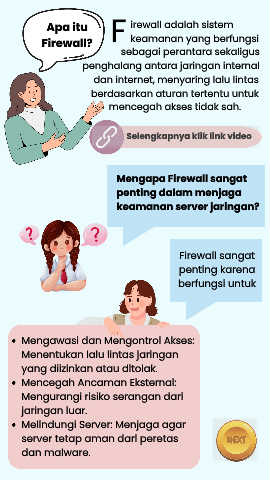 Apa itu
Firewall?
Firewall adalah sistem
keamanan yang berfungsi
sebagai perantara sekaligus
penghalang antara jaringan internal
dan internet, menyaring lalu lintas
berdasarkan aturan tertentu untuk
mencegah akses tidak sah.
Selengkapnya klik link video
Mengapa Firewall sangat
penting dalam menjaga
keamanan server jaringan?
? ?
Firewall sangat
penting karena
berfungsi untuk
• Mengawasi dan Mengontrol Akses:
Menentukan lalu lintas jaringan
yang diizinkan atau ditolak.
• Mencegah Ancaman Eksternal:
Mengurangi risiko serangan dari
jaringan luar.
• Melindungi Server: Menjaga agar
server tetap aman dari peretas
dan malware.
NEXT